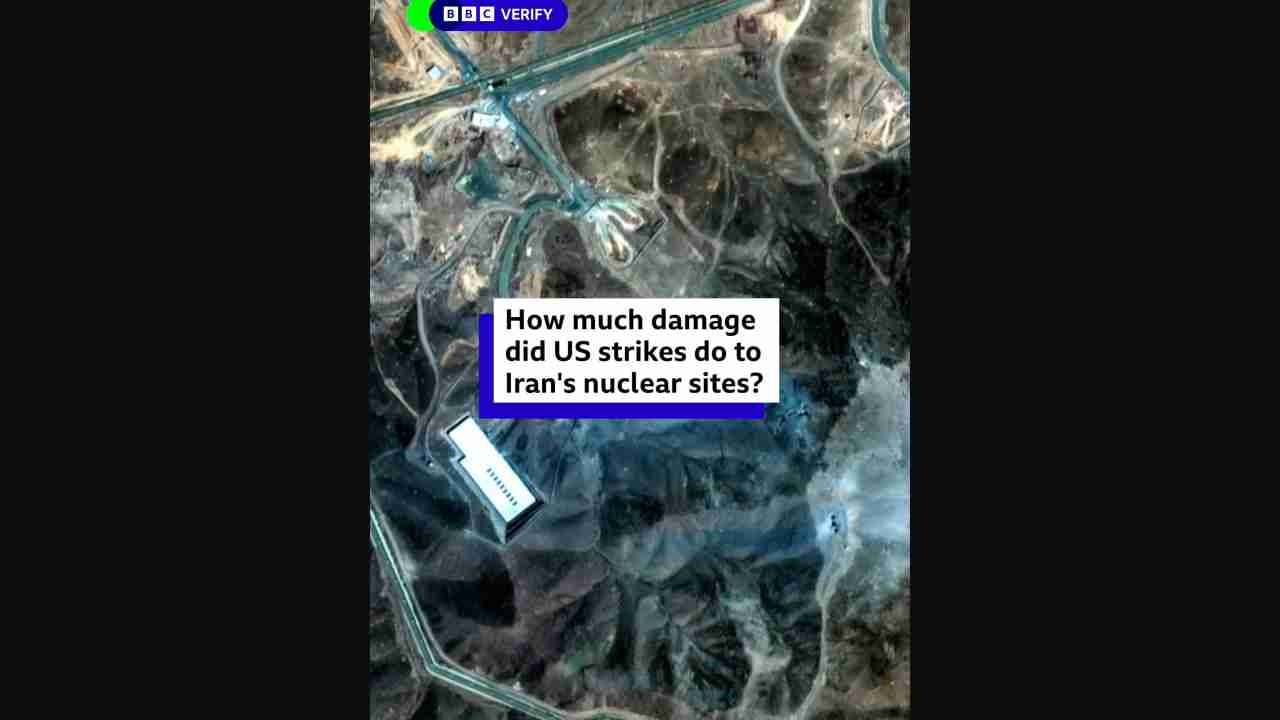 BBC VERIFY
How much damage
did US strikes do to
Iran's nuclear sites?